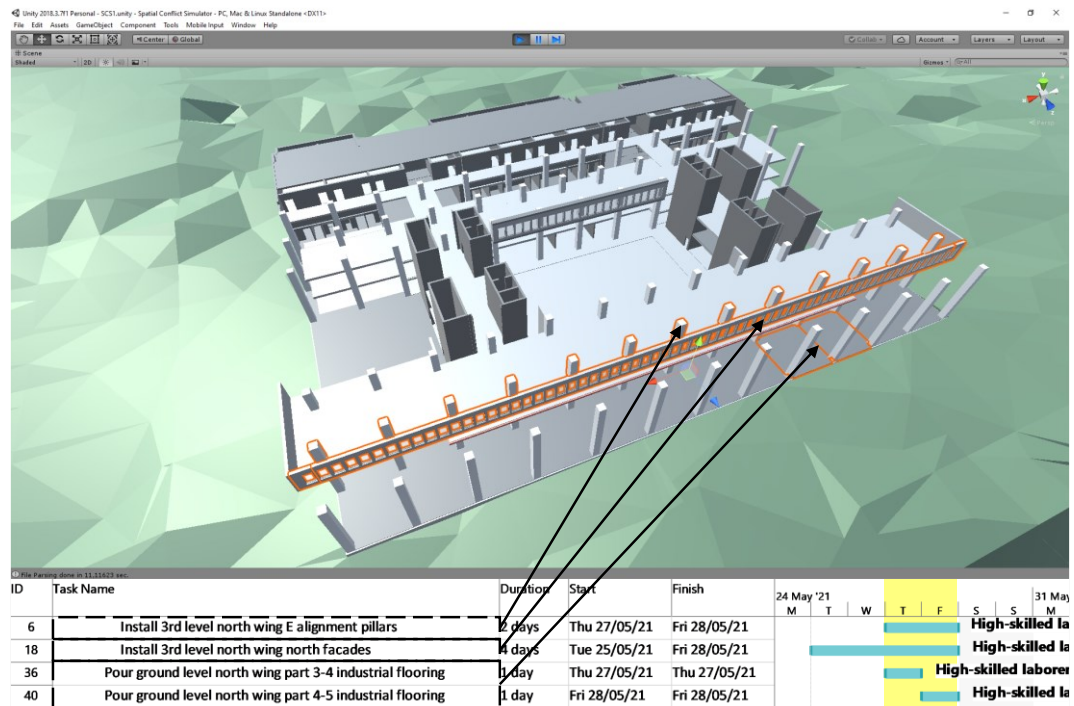 Unity 2018.3.7f1 Personal - SCS1.unity - Spatial Conflict Simulator - PC, Mac & Linux Standalone <DX11>
File Edit Assets GameObject Component Tools Mobile Input Window Help
Center Global Collab Account Layers Layout
Scene
Shaded 2D Gizmos All
y
x
z
Persp
File Parsing done in 11.11623 sec.
ID Task Name Duration Start Finish 24 May '21 31 May
M T W T F S S M
6 Install 3rd level north wing E alignment pillars 2 days Thu 27/05/21 Fri 28/05/21 High-skilled la
18 Install 3rd level north wing north facades 4 days Tue 25/05/21 Fri 28/05/21 High-skilled la
36 Pour ground level north wing part 3-4 industrial flooring 1 day Thu 27/05/21 Thu 27/05/21 High-skilled laborer
40 Pour ground level north wing part 4-5 industrial flooring 1 day Fri 28/05/21 Fri 28/05/21 High-skilled la